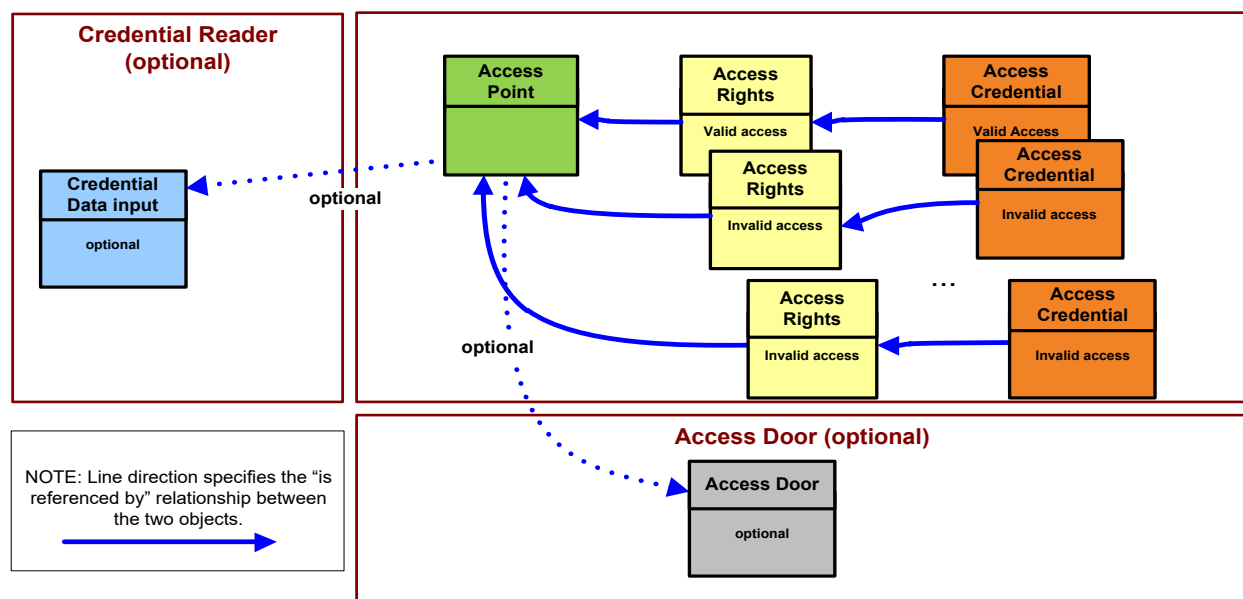 Credential Reader
(optional)
Credential
Data input
optional
optional
Access
Point
Access
Rights
Valid access
Access
Credential
Valid Access
Access
Rights
Invalid access
Access
Credential
Invalid access
...
Access
Rights
Invalid access
Access
Credential
Invalid access
optional
NOTE: Line direction specifies the “is
referenced by” relationship between
the two objects.
Access Door (optional)
Access Door
optional